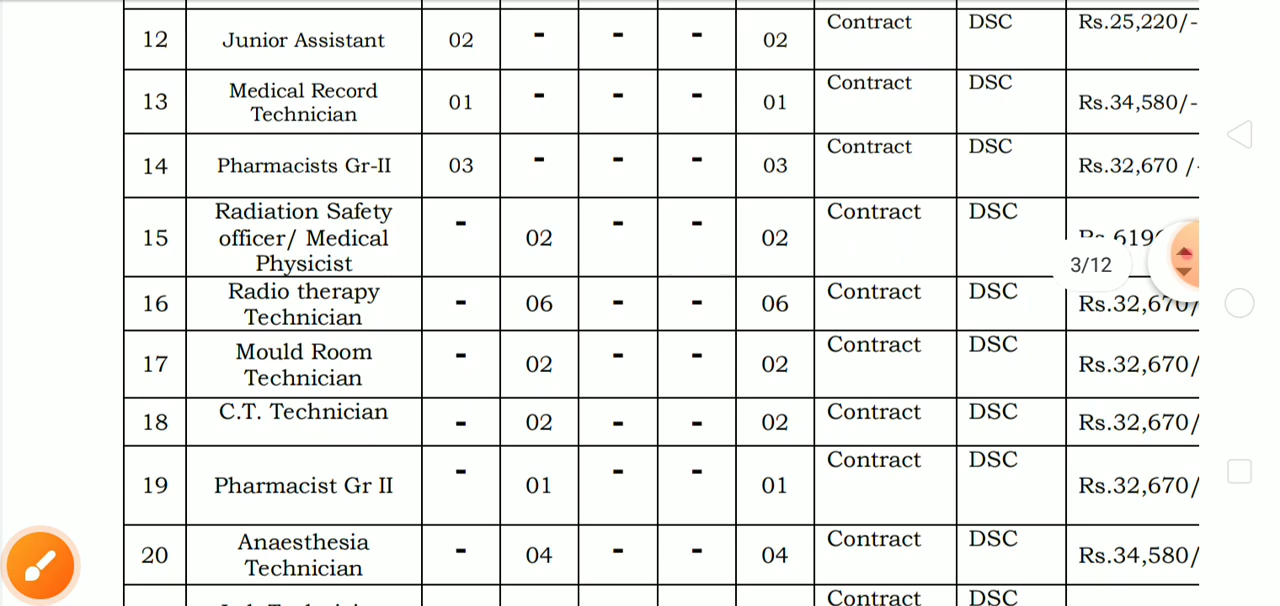 12 Junior Assistant 02 - - - 02 Contract DSC Rs.25,220/-
13 Medical Record Technician 01 - - - 01 Contract DSC Rs.34,580/-
14 Pharmacists Gr-II 03 - - - 03 Contract DSC Rs.32,670 /-
15 Radiation Safety officer/ Medical Physicist - 02 - - 02 Contract DSC
3/12
16 Radio therapy Technician - 06 - - 06 Contract DSC Rs.32,670/
17 Mould Room Technician - 02 - - 02 Contract DSC Rs.32,670/
18 C.T. Technician - 02 - - 02 Contract DSC Rs.32,670/
19 Pharmacist Gr II - 01 - - 01 Contract DSC Rs.32,670/
20 Anaesthesia Technician - 04 - - 04 Contract DSC Rs.34,580/
Contract DSC